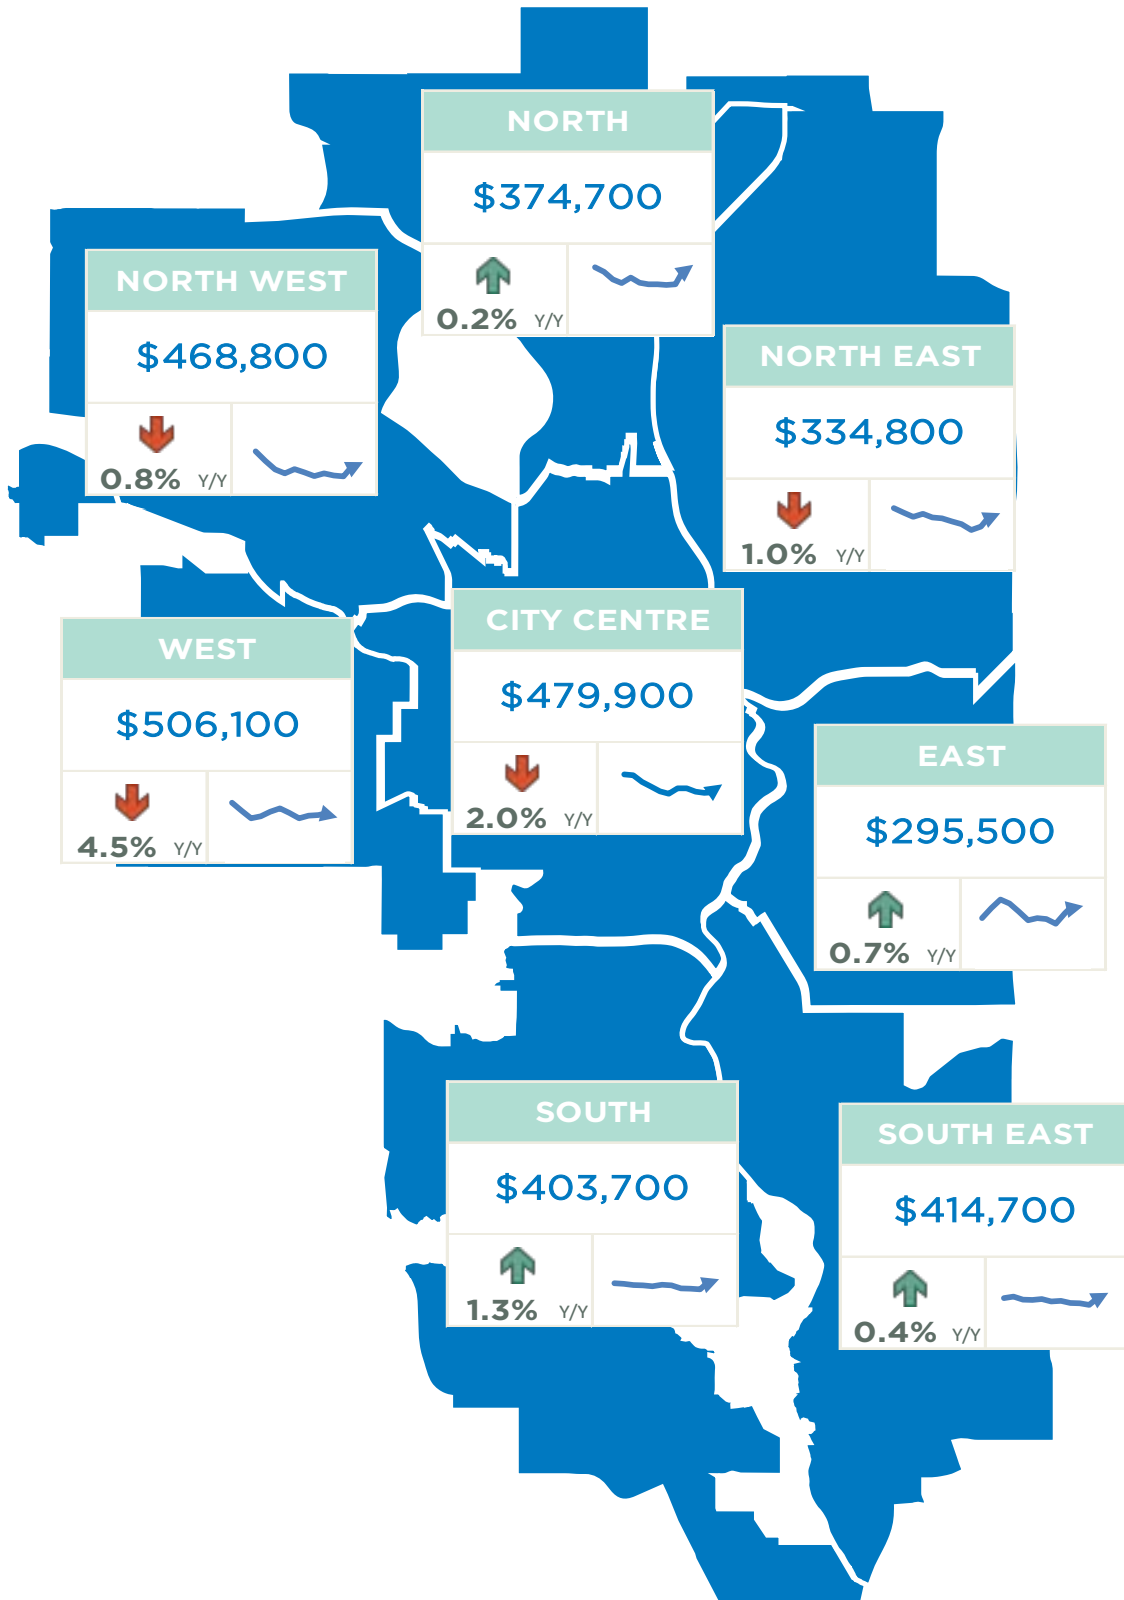 NORTH
$374,700
0.2% Y/Y
NORTH WEST
$468,800
0.8% Y/Y
NORTH EAST
$334,800
1.0% Y/Y
CITY CENTRE
$479,900
2.0% Y/Y
WEST
$506,100
4.5% Y/Y
EAST
$295,500
0.7% Y/Y
SOUTH
$403,700
1.3% Y/Y
SOUTH EAST
$414,700
0.4% Y/Y